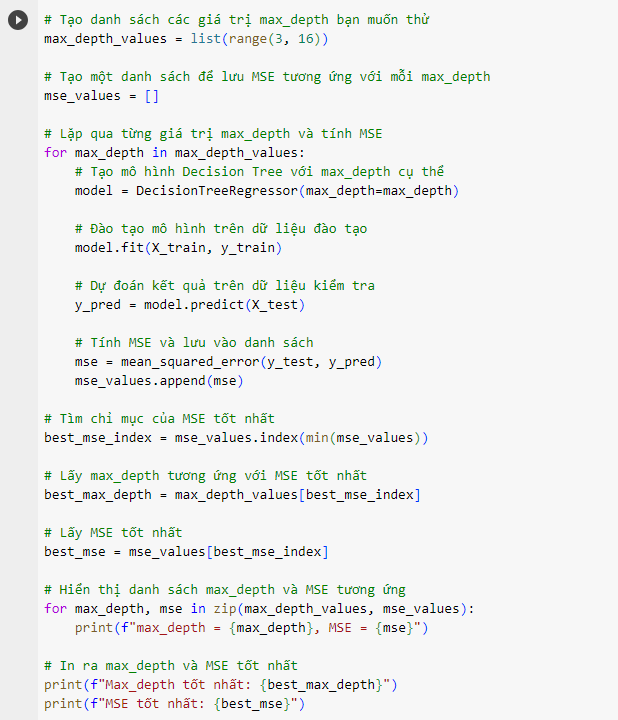 # Tạo danh sách các giá trị max_depth bạn muốn thử
max_depth_values = list(range(3, 16))
# Tạo một danh sách để lưu MSE tương ứng với mỗi max_depth
mse_values = []
# Lặp qua từng giá trị max_depth và tính MSE
for max_depth in max_depth_values:
    # Tạo mô hình Decision Tree với max_depth cụ thể
    model = DecisionTreeRegressor(max_depth=max_depth)
    # Đào tạo mô hình trên dữ liệu đào tạo
    model.fit(X_train, y_train)
    # Dự đoán kết quả trên dữ liệu kiểm tra
    y_pred = model.predict(X_test)
    # Tính MSE và lưu vào danh sách
    mse = mean_squared_error(y_test, y_pred)
    mse_values.append(mse)
# Tìm chỉ mục của MSE tốt nhất
best_mse_index = mse_values.index(min(mse_values))
# Lấy max_depth tương ứng với MSE tốt nhất
best_max_depth = max_depth_values[best_mse_index]
# Lấy MSE tốt nhất
best_mse = mse_values[best_mse_index]
# Hiển thị danh sách max_depth và MSE tương ứng
for max_depth, mse in zip(max_depth_values, mse_values):
    print(f"max_depth = {max_depth}, MSE = {mse}")
# In ra max_depth và MSE tốt nhất
print(f"Max_depth tốt nhất: {best_max_depth}")
print(f"MSE tốt nhất: {best_mse}")